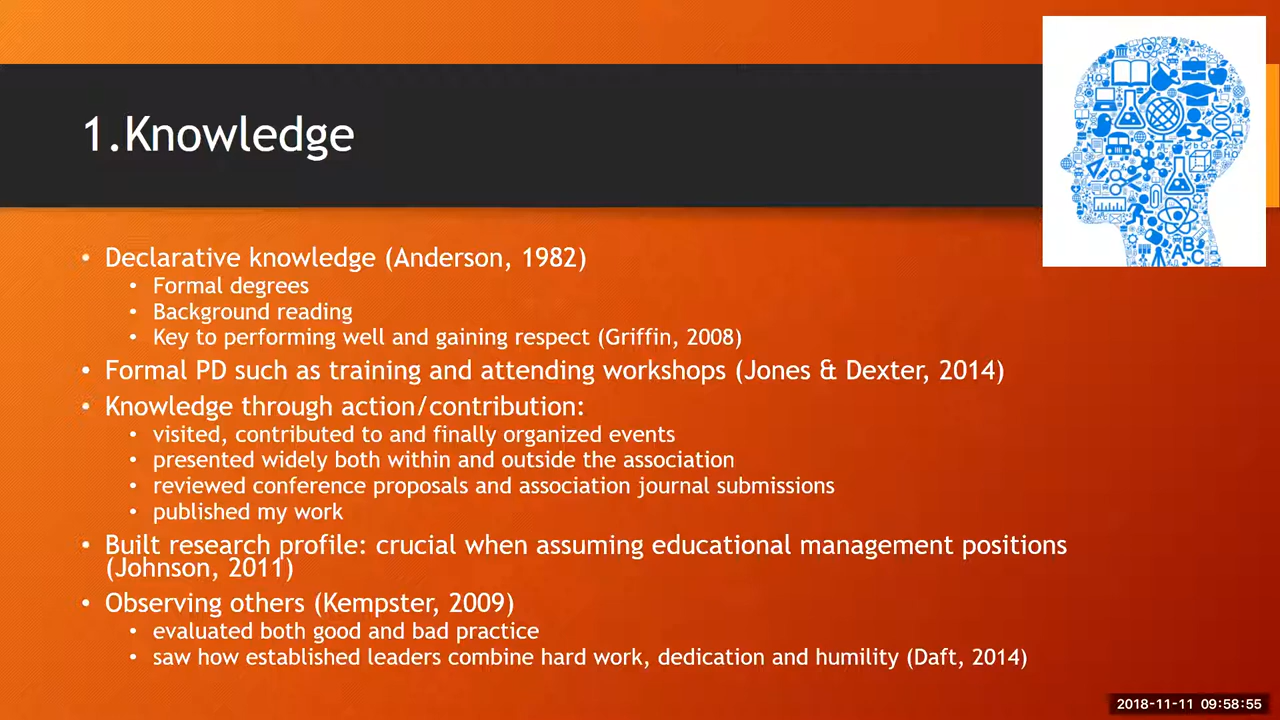 1.Knowledge
• Declarative knowledge (Anderson, 1982)
• Formal degrees
• Background reading
• Key to performing well and gaining respect (Griffin, 2008)
• Formal PD such as training and attending workshops (Jones & Dexter, 2014)
• Knowledge through action/contribution:
• visited, contributed to and finally organized events
• presented widely both within and outside the association
• reviewed conference proposals and association journal submissions
• published my work
• Built research profile: crucial when assuming educational management positions
(Johnson, 2011)
• Observing others (Kempster, 2009)
• evaluated both good and bad practice
• saw how established leaders combine hard work, dedication and humility (Daft, 2014)
2018-11-11 09:58:55